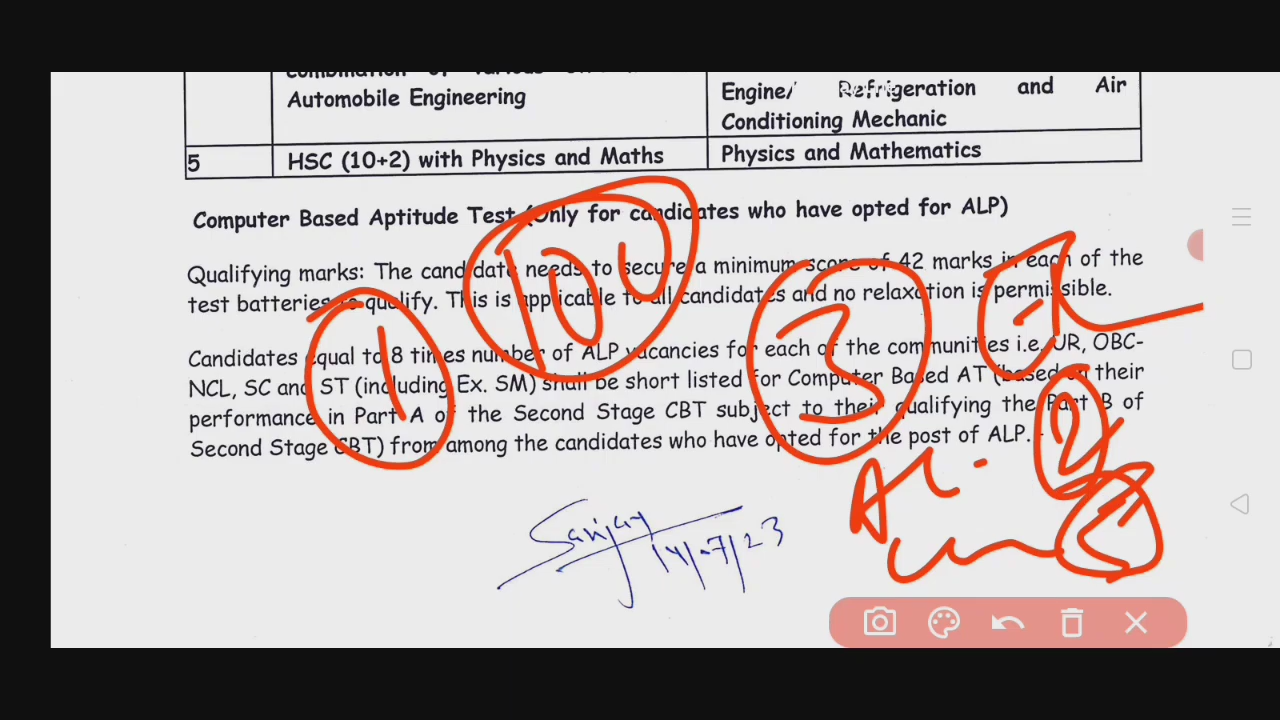 Automobile Engineering
Engine/ Refrigeration and Air
Conditioning Mechanic
5 HSC (10+2) with Physics and Maths Physics and Mathematics
Computer Based Aptitude Test (Only for candidates who have opted for ALP)
Qualifying marks: The candidate needs to secure a minimum score of 42 marks in each of the
test batteries to qualify. This is applicable to all candidates and no relaxation is permissible.
Candidates equal to 8 times number of ALP vacancies for each of the communities i.e. UR, OBC-
NCL, SC and ST (including Ex. SM) shall be short listed for Computer Based AT (based on their
performance in Part A of the Second Stage CBT subject to their qualifying the Part B of
Second Stage CBT) from among the candidates who have opted for the post of ALP.
100
1
3
2
Sanjay
14/07/23